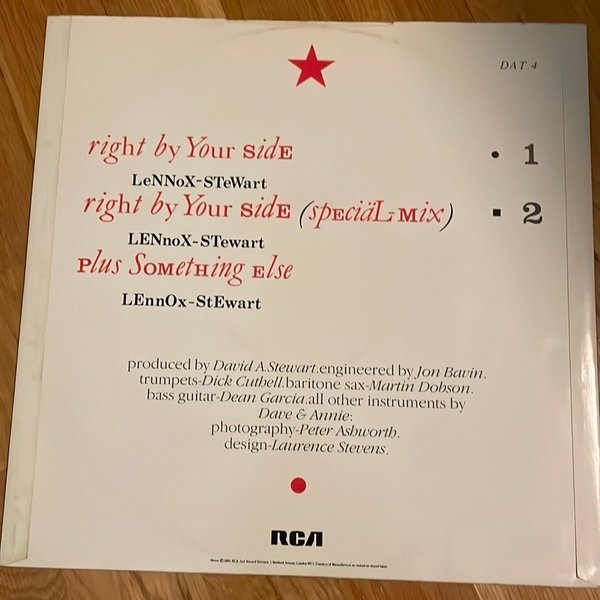 DAT 4
right by Your sidE • 1
LeNNoX-STeWart
right by Your sidE (spEciäL-Mix) ▪ 2
LENnoX-STewart
Plus SOMEtHing Else
LEnnOx-StEwart
produced by David A.Stewart.engineered by Jon Bavin.
trumpets-Dick Cuthell.baritone sax-Martin Dobson.
bass guitar-Dean Garcia.all other instruments by
Dave & Annie:
photography-Peter Ashworth.
design-Laurence Stevens.
RCA